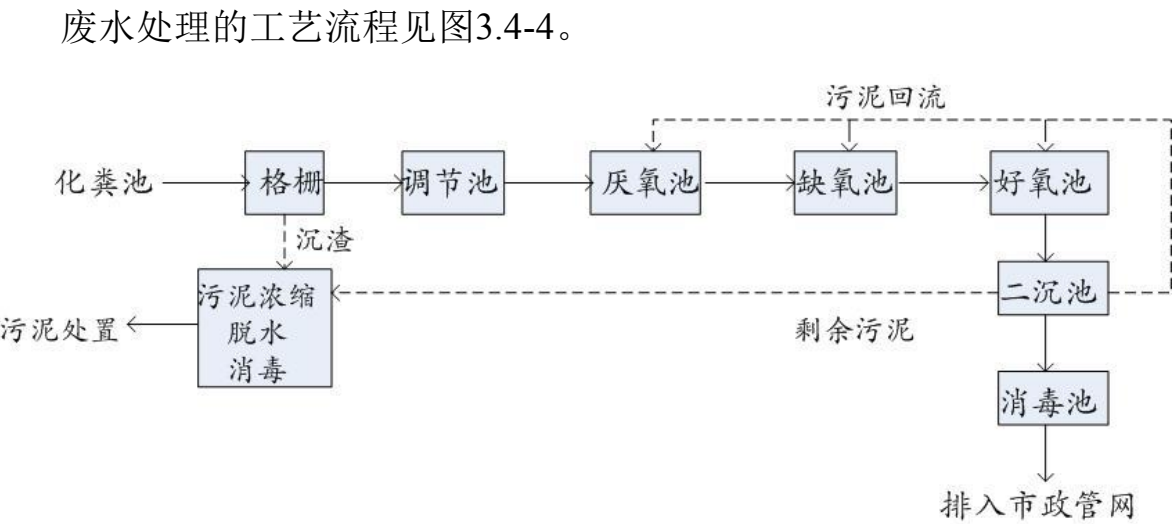 废水处理的工艺流程见图3.4-4。
污泥回流
化粪池
格栅
调节池
厌氧池
缺氧池
好氧池
沉渣
污泥浓缩
脱水
消毒
污泥处置
二沉池
剩余污泥
消毒池
排入市政管网